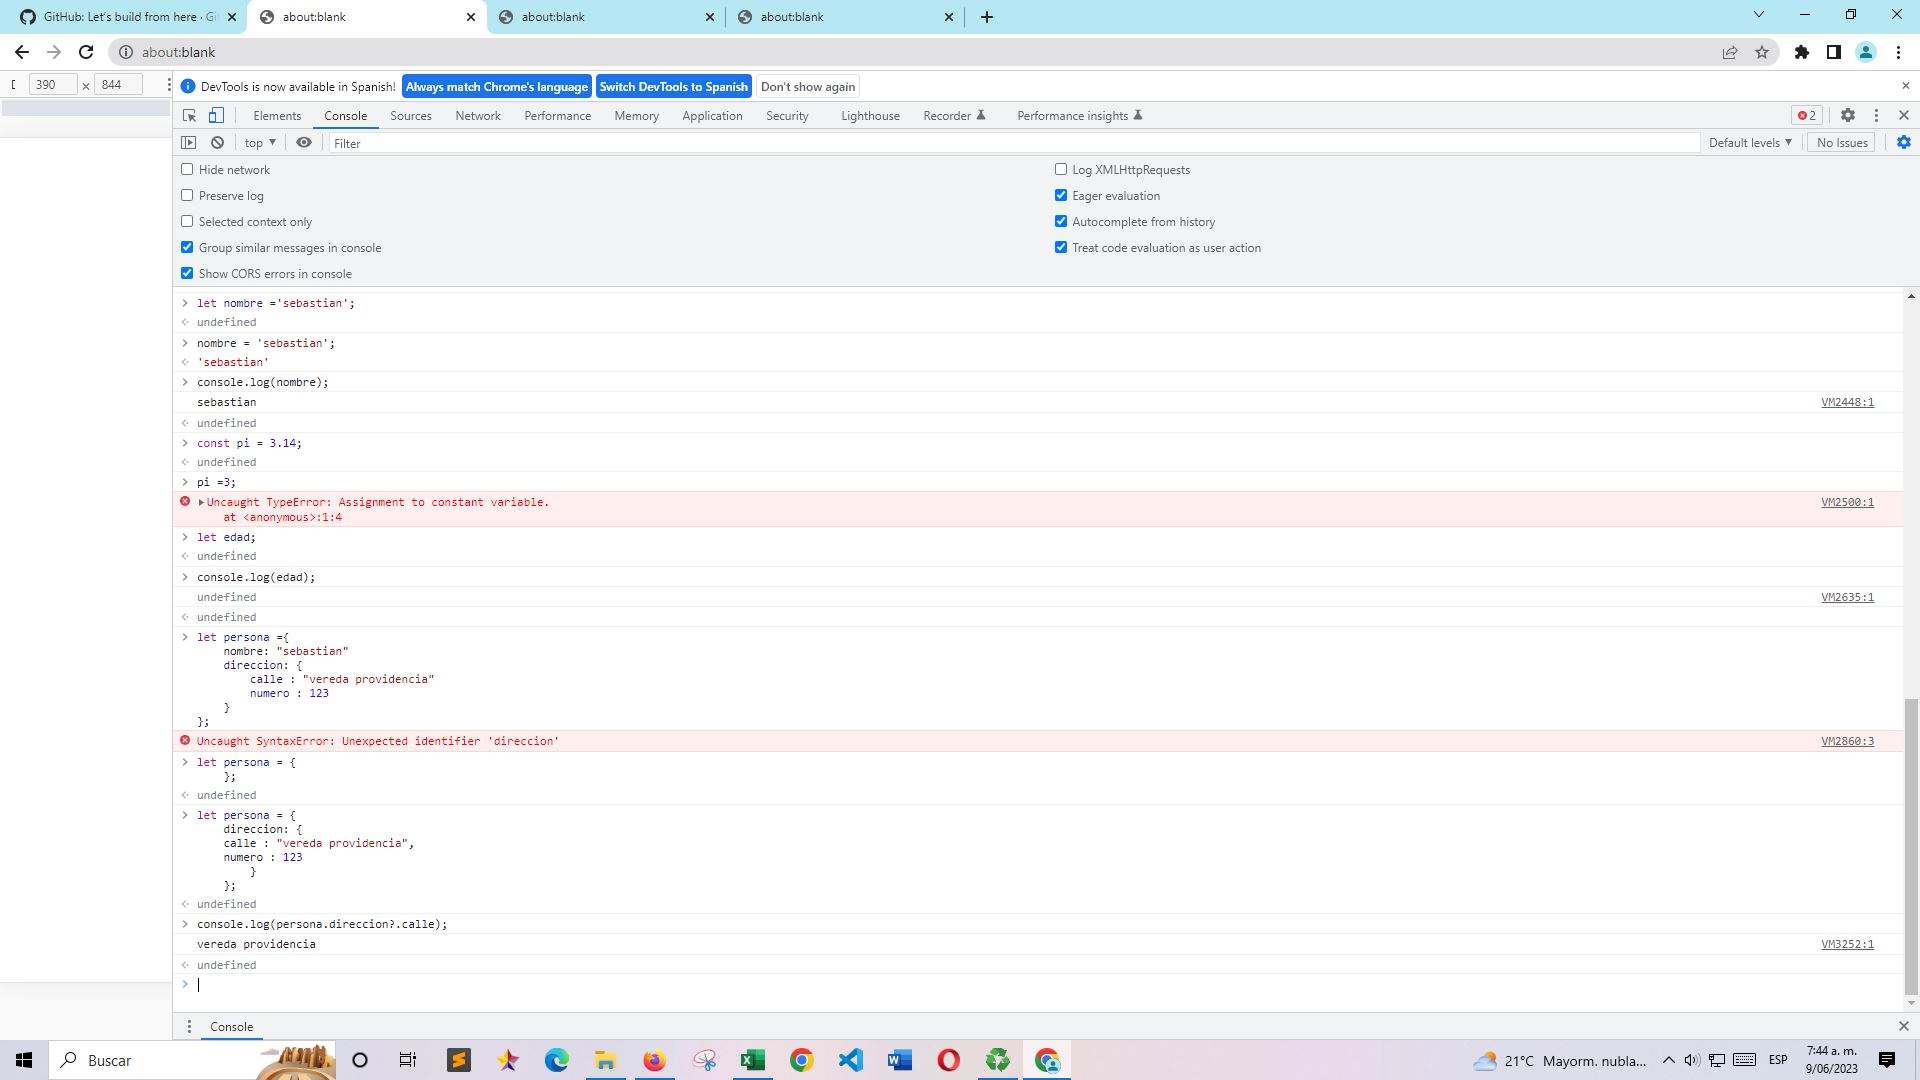 GitHub: Let's build from here · Gi
about:blank
about:blank
about:blank
about:blank
390
×
844
DevTools is now available in Spanish!
Always match Chrome's language
Switch DevTools to Spanish
Don't show again
Elements
Console
Sources
Network
Performance
Memory
Application
Security
Lighthouse
Recorder
Performance insights
2
top
Filter
Default levels
No Issues
Hide network
Log XMLHttpRequests
Preserve log
Eager evaluation
Selected context only
Autocomplete from history
Group similar messages in console
Treat code evaluation as user action
Show CORS errors in console
let nombre ='sebastian';
undefined
nombre = 'sebastian';
'sebastian'
console.log(nombre);
sebastian VM2448:1
undefined
const pi = 3.14;
undefined
pi =3;
Uncaught TypeError: Assignment to constant variable. VM2500:1
at <anonymous>:1:4
let edad;
undefined
console.log(edad);
undefined VM2635:1
undefined
let persona ={
nombre: "sebastian"
direccion: {
calle : "vereda providencia"
numero : 123
}
};
Uncaught SyntaxError: Unexpected identifier 'direccion' VM2860:3
let persona = {
};
undefined
let persona = {
direccion: {
calle : "vereda providencia",
numero : 123
}
};
undefined
console.log(persona.direccion?.calle);
vereda providencia VM3252:1
undefined
Console
Buscar
21°C Mayorm. nubla...
ESP
7:44 a. m.
9/06/2023